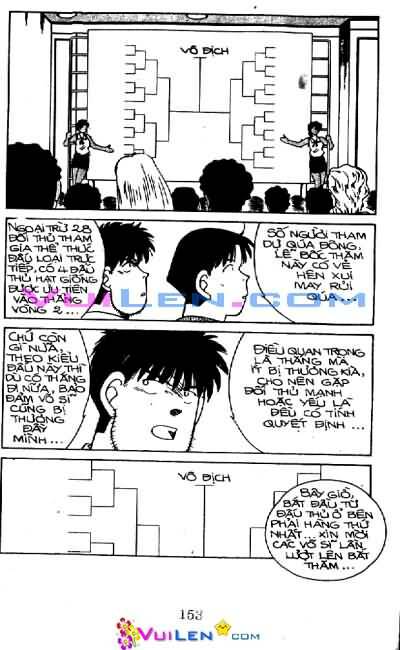 VÔ ĐỊCH
NGOẠI TRỪ 28
ĐỐI THỦ THAM
GIA THỂ THỨC
ĐẤU LOẠI TRỰC
TIẾP, CÓ 4 ĐẤU
THỦ HẠT GIỐNG
ĐƯỢC ƯU TIÊN
VÀO THẲNG
VÒNG 2...
SỐ NGƯỜI THAM
DỰ QUÁ ĐÔNG.
LỄ BỐC THĂM
NÀY CÓ VẺ
HÊN XUI
MAY RỦI
QUÁ...
VUILEN.COM
CHỨ CÒN
GÌ NỮA,
THEO KIỂU
ĐẤU NÀY THÌ
DÙ CÓ THẮNG
ĐI NỮA, BẢO
ĐẢM VÕ SĨ
CŨNG BỊ
THƯƠNG
ĐẦY
MÌNH...
ĐIỀU QUAN TRỌNG
LÀ THẮNG MÀ
ÍT BỊ THƯƠNG KÌA,
CHO NÊN GẶP
ĐỐI THỦ MẠNH
HOẶC YẾU LÀ
ĐỀU CÓ TÍNH
QUYẾT ĐỊNH...
VÔ ĐỊCH
BÂY GIỜ,
BẮT ĐẦU TỪ
ĐẤU THỦ Ở BÊN
PHẢI HÀNG THỨ
NHẤT... XIN MỜI
CÁC VÕ SĨ LẦN
LƯỢT LÊN BẮT
THĂM...
153
VUILEN.COM